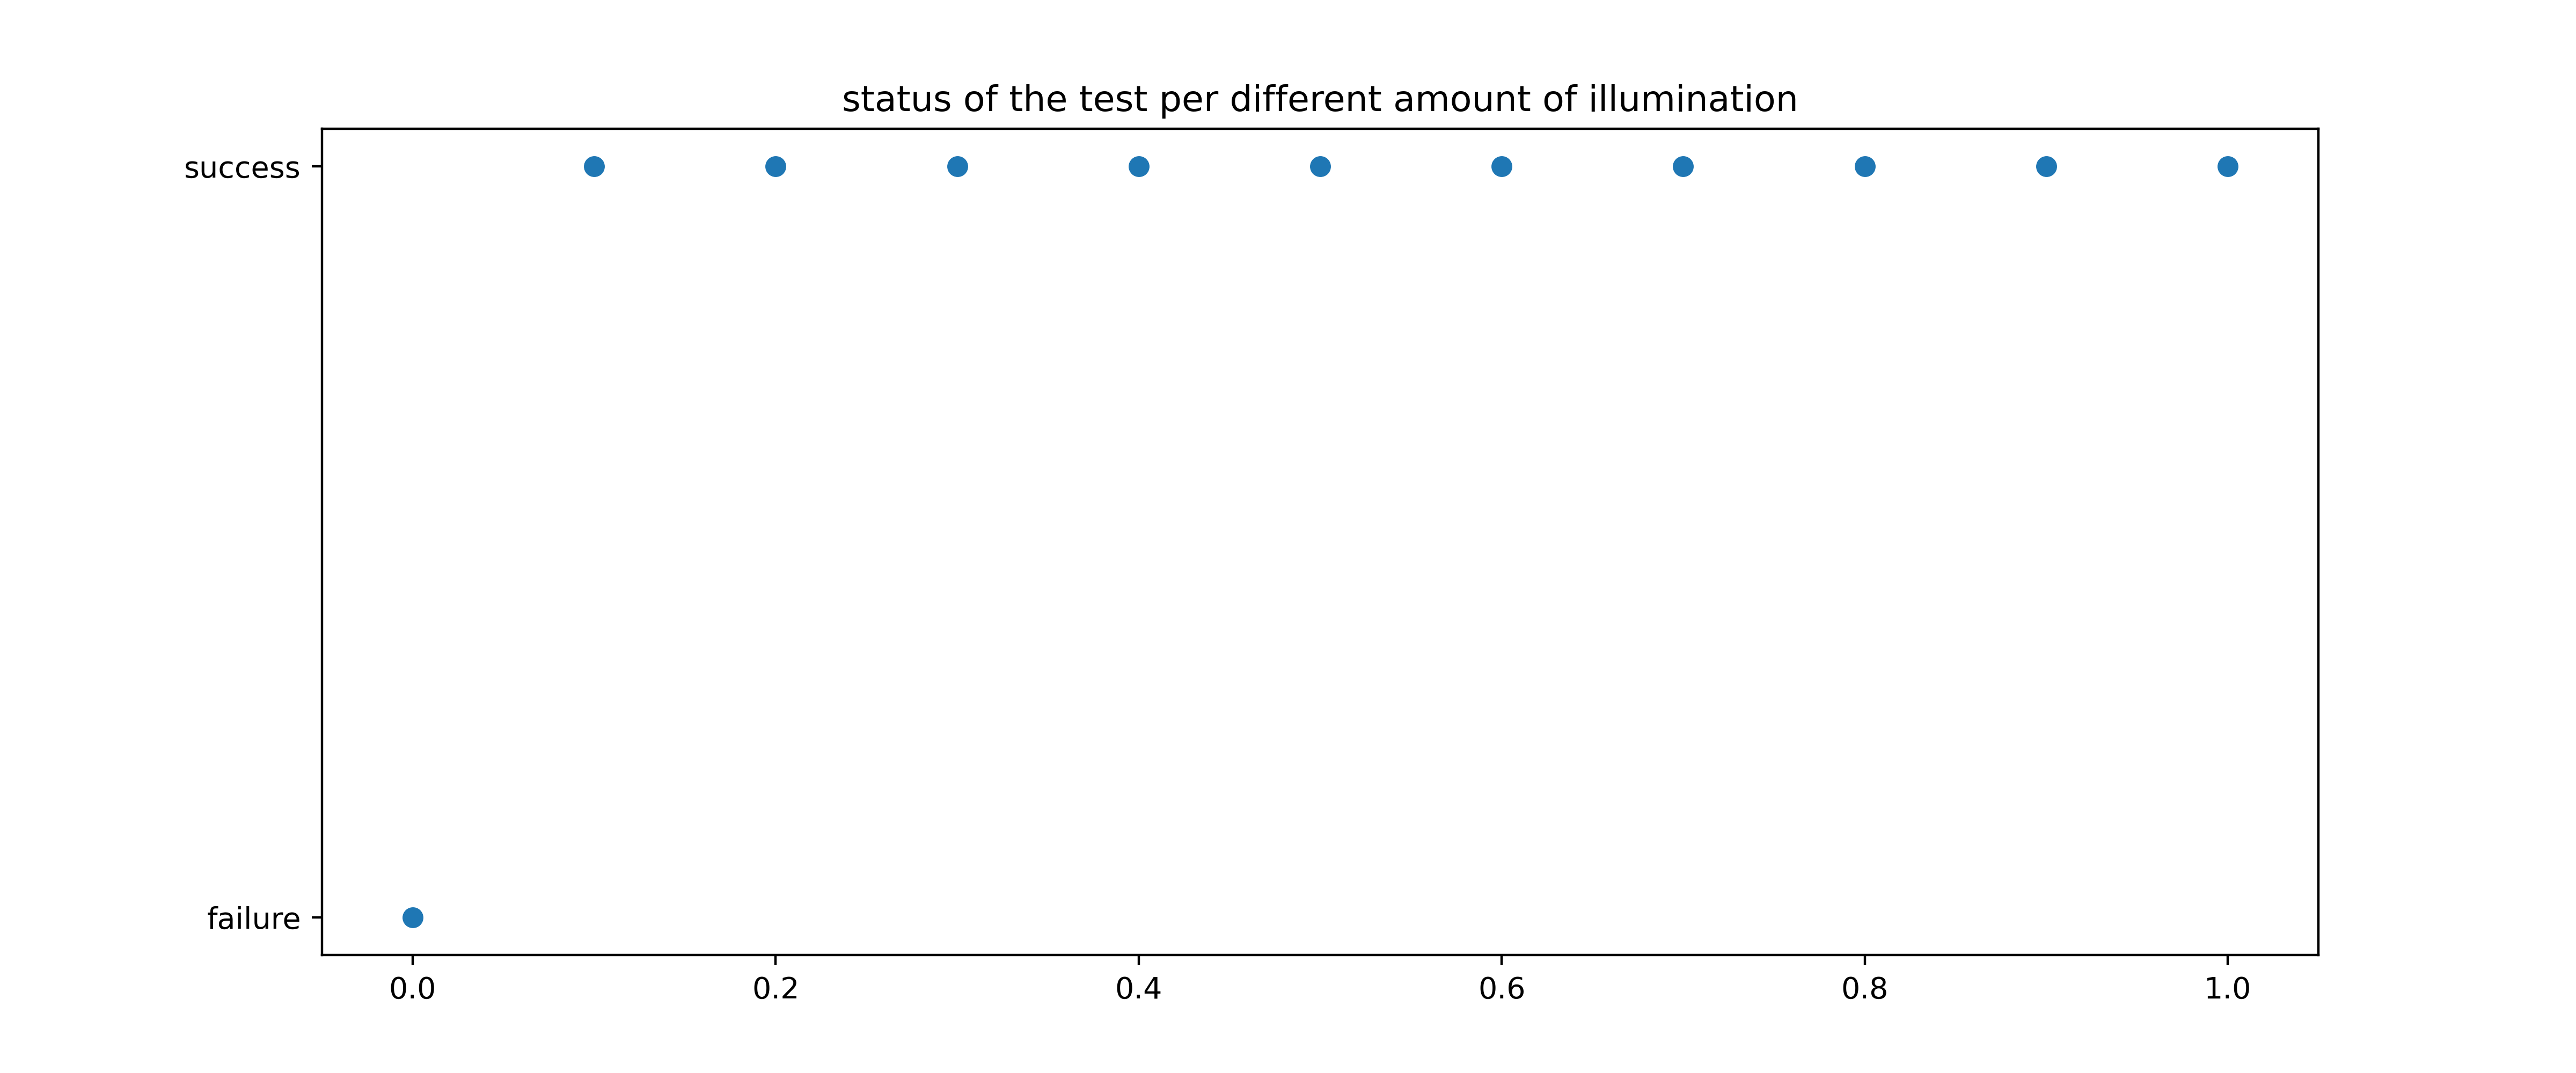 status of the test per different amount of illumination
success
failure
0.0 0.2 0.4 0.6 0.8 1.0